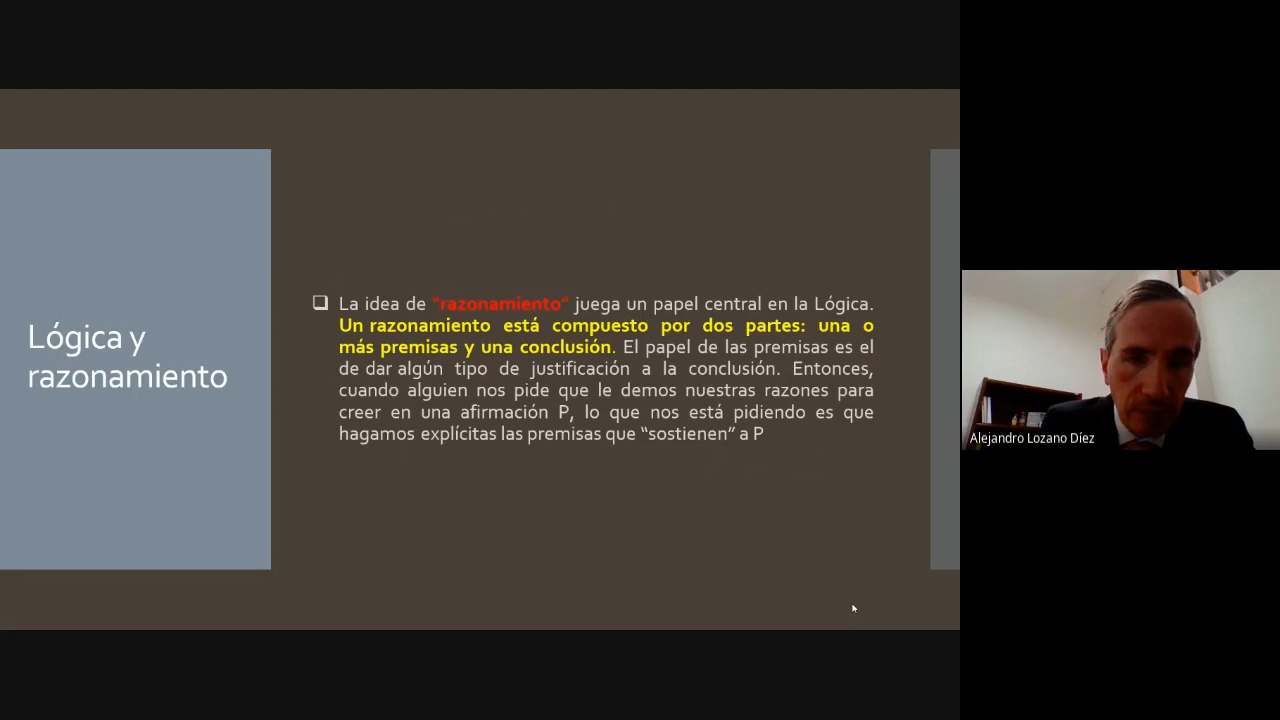 Lógica y
razonamiento
❑ La idea de "razonamiento" juega un papel central en la Lógica.
Un razonamiento está compuesto por dos partes: una o
más premisas y una conclusión. El papel de las premisas es el
de dar algún tipo de justificación a la conclusión. Entonces,
cuando alguien nos pide que le demos nuestras razones para
creer en una afirmación P, lo que nos está pidiendo es que
hagamos explícitas las premisas que “sostienen” a P
Alejandro Lozano Díez